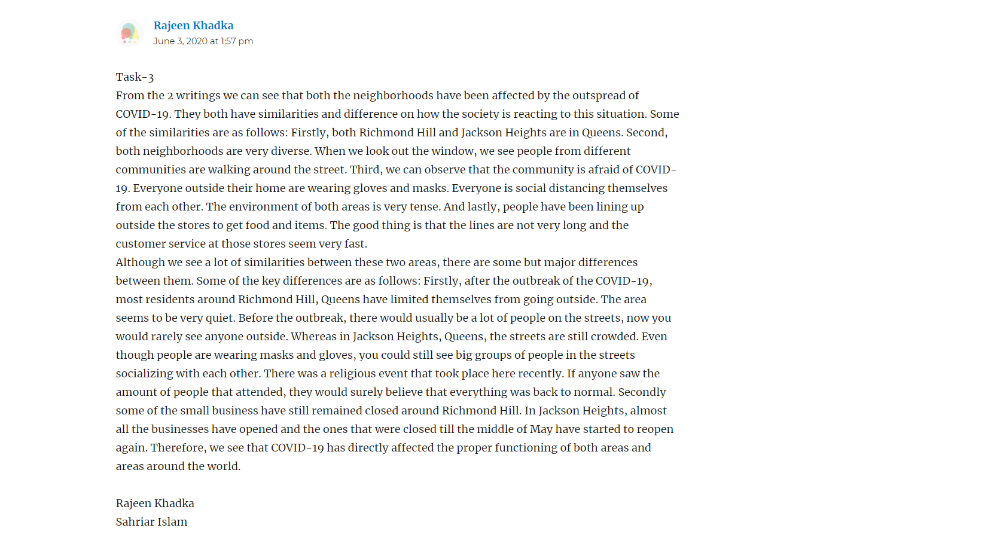 Rajeen Khadka
June 3, 2020 at 1:57 pm
Task-3
From the 2 writings we can see that both the neighborhoods have been affected by the outspread of
COVID-19. They both have similarities and difference on how the society is reacting to this situation. Some
of the similarities are as follows: Firstly, both Richmond Hill and Jackson Heights are in Queens. Second,
both neighborhoods are very diverse. When we look out the window, we see people from different
communities are walking around the street. Third, we can observe that the community is afraid of COVID-
19. Everyone outside their home are wearing gloves and masks. Everyone is social distancing themselves
from each other. The environment of both areas is very tense. And lastly, people have been lining up
outside the stores to get food and items. The good thing is that the lines are not very long and the
customer service at those stores seem very fast.
Although we see a lot of similarities between these two areas, there are some but major differences
between them. Some of the key differences are as follows: Firstly, after the outbreak of the COVID-19,
most residents around Richmond Hill, Queens have limited themselves from going outside. The area
seems to be very quiet. Before the outbreak, there would usually be a lot of people on the streets, now you
would rarely see anyone outside. Whereas in Jackson Heights, Queens, the streets are still crowded. Even
though people are wearing masks and gloves, you could still see big groups of people in the streets
socializing with each other. There was a religious event that took place here recently. If anyone saw the
amount of people that attended, they would surely believe that everything was back to normal. Secondly
some of the small business have still remained closed around Richmond Hill. In Jackson Heights, almost
all the businesses have opened and the ones that were closed till the middle of May have started to reopen
again. Therefore, we see that COVID-19 has directly affected the proper functioning of both areas and
areas around the world.
Rajeen Khadka
Sahriar Islam